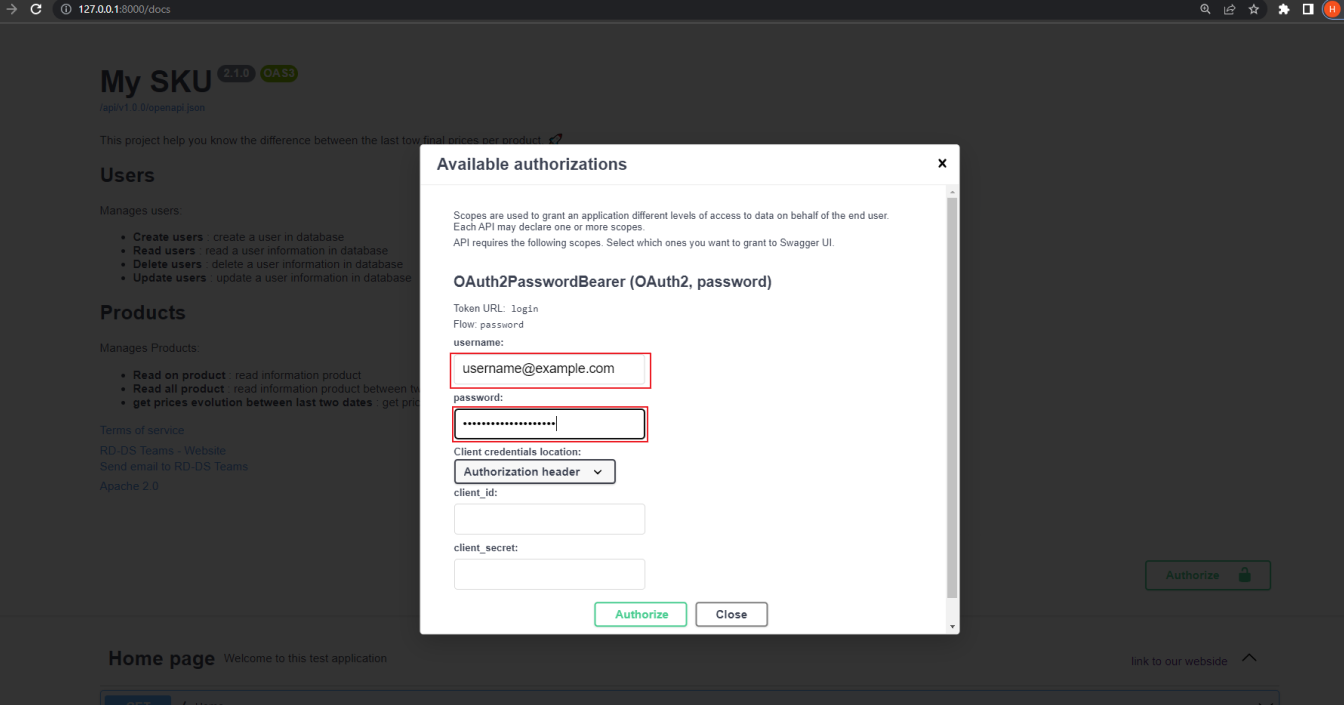 127.0.0.1:8000/docs
H
My SKU 2.1.0 OAS3
/api/v1.0.0/openapi.json
This project help you know the difference between the last tow final prices per product.
Users
Manages users:
Create users : create a user in database
Read users : read a user information in database
Delete users : delete a user information in database
Update users : update a user information in database
Products
Manages Products:
Read on product : read information product
Read all product : read information product between tw
get prices evolution between last two dates : get pric
Terms of service
RD-DS Teams - Website
Send email to RD-DS Teams
Apache 2.0
Available authorizations
Scopes are used to grant an application different levels of access to data on behalf of the end user.
Each API may declare one or more scopes.
API requires the following scopes. Select which ones you want to grant to Swagger UI.
OAuth2PasswordBearer (OAuth2, password)
Token URL: login
Flow: password
username:
username@example.com
password:
Client credentials location:
Authorization header
client_id:
client_secret:
Authorize Close
Authorize
Home page Welcome to this test application
link to our webside